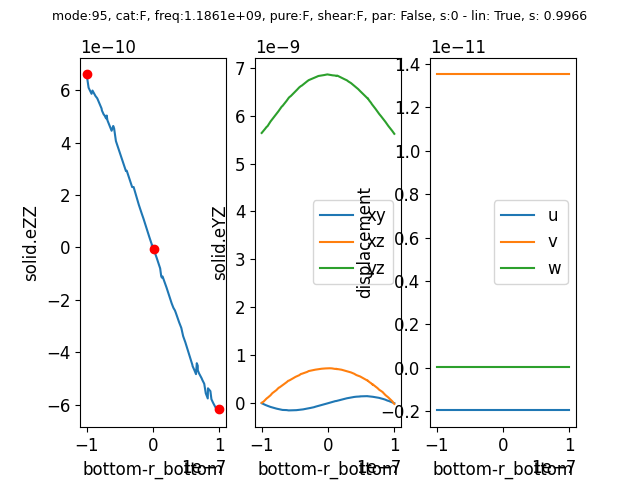 mode:95, cat:F, freq:1.1861e+09, pure:F, shear:F, par: False, s:0 - lin: True, s: 0.9966
1e−10
6
4
2
0
−2
−4
−6
solid.eZZ
−1
0
1
1e−7
bottom-r_bottom
1e−9
7
6
5
4
3
2
1
0
solid.eYZ
xy
xz
yz
−1
0
1
1e−7
bottom-r_bottom
1e−11
1.4
1.2
1.0
0.8
0.6
0.4
0.2
0.0
−0.2
displacement
u
v
w
−1
0
1
1e−7
bottom-r_bottom